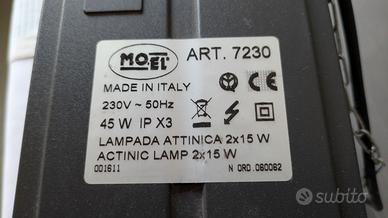 MO-EL
ART. 7230
MADE IN ITALY
230V ~ 50Hz
45 W IP X3
LAMPADA ATTINICA 2x15 W
ACTINIC LAMP 2x15 W
001611
N ORD .060062
subito